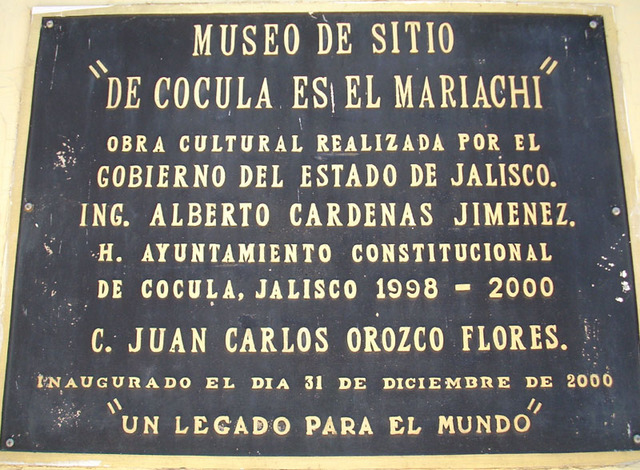 MUSEO DE SITIO
"DE COCULA ES EL MARIACHI"
OBRA CULTURAL REALIZADA POR EL
GOBIERNO DEL ESTADO DE JALISCO.
ING. ALBERTO CARDENAS JIMENEZ.
H. AYUNTAMIENTO CONSTITUCIONAL
DE COCULA, JALISCO 1998 - 2000
C. JUAN CARLOS OROZCO FLORES.
INAUGURADO EL DIA 31 DE DICIEMBRE DE 2000
"UN LEGADO PARA EL MUNDO"